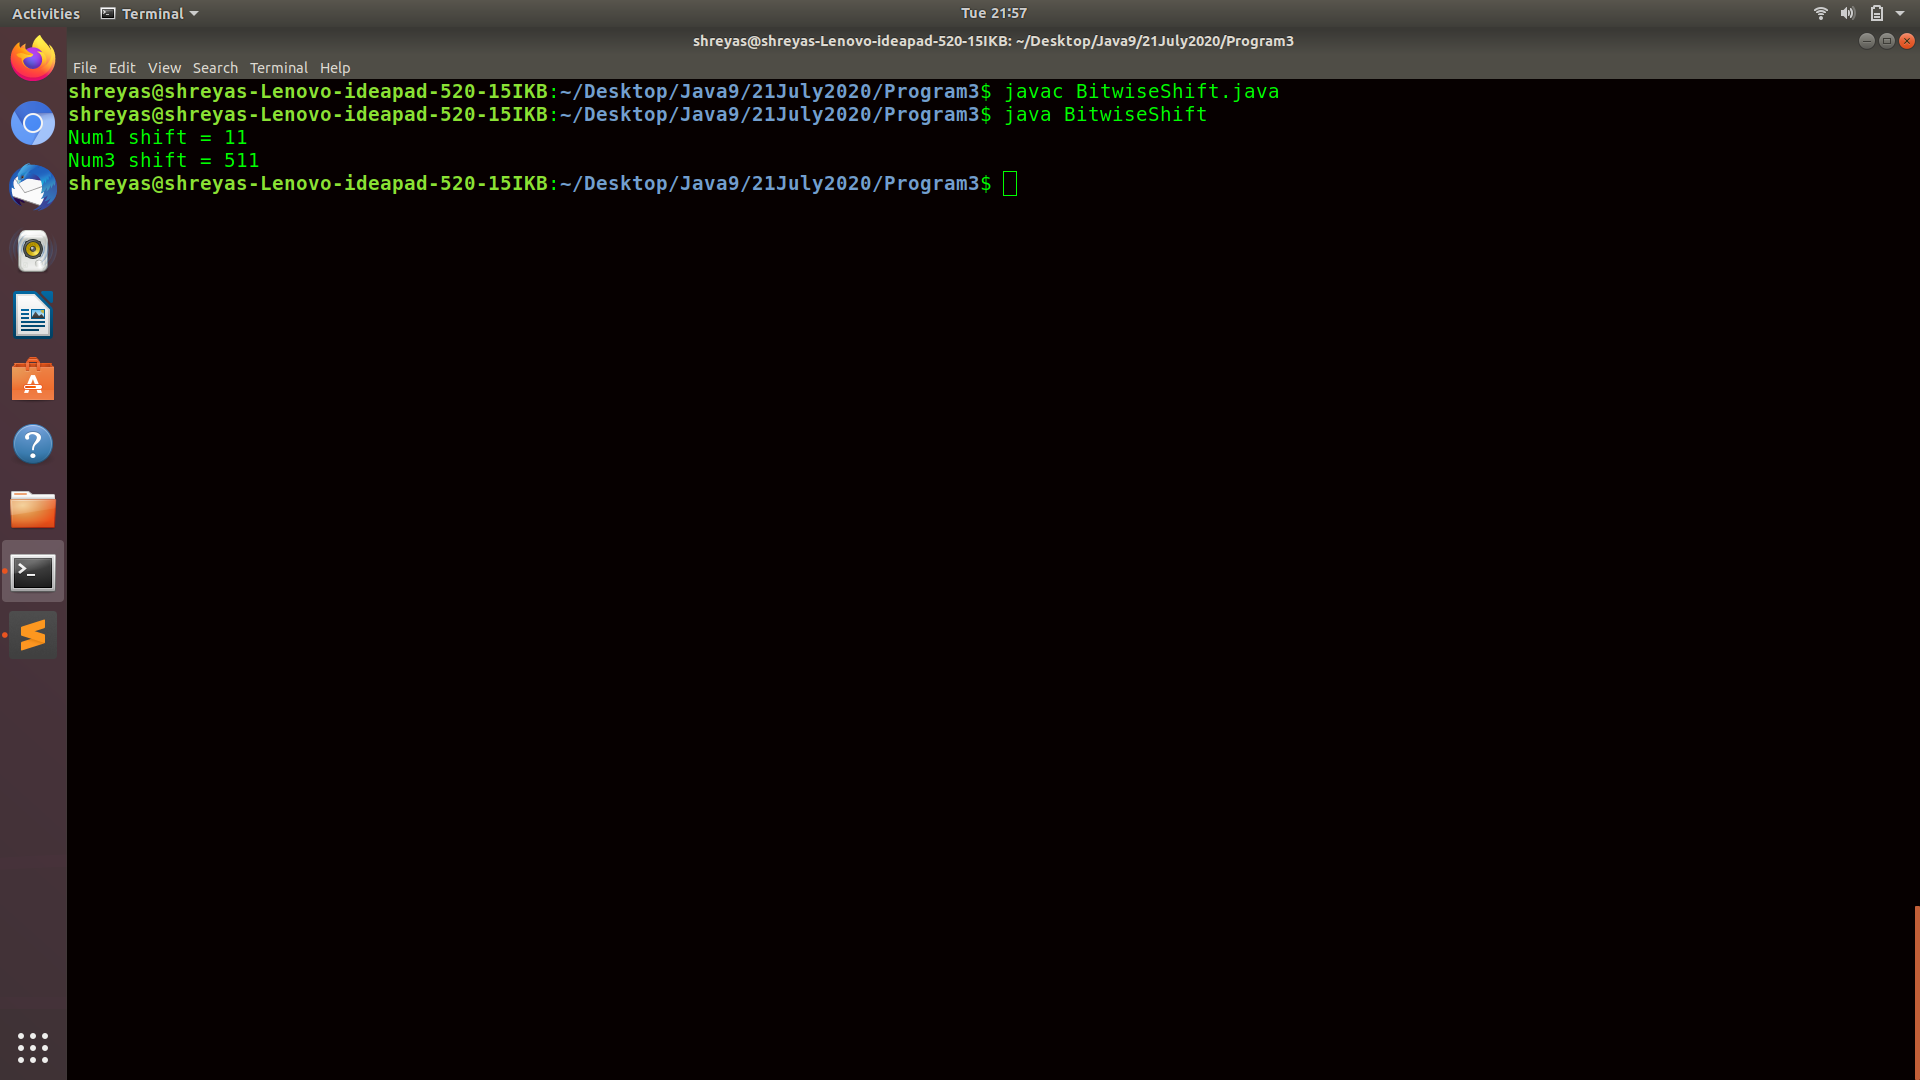 Activities Terminal Tue 21:57
shreyas@shreyas-Lenovo-ideapad-520-15IKB: ~/Desktop/Java9/21July2020/Program3
File Edit View Search Terminal Help
shreyas@shreyas-Lenovo-ideapad-520-15IKB:~/Desktop/Java9/21July2020/Program3$ javac BitwiseShift.java
shreyas@shreyas-Lenovo-ideapad-520-15IKB:~/Desktop/Java9/21July2020/Program3$ java BitwiseShift
Num1 shift = 11
Num3 shift = 511
shreyas@shreyas-Lenovo-ideapad-520-15IKB:~/Desktop/Java9/21July2020/Program3$